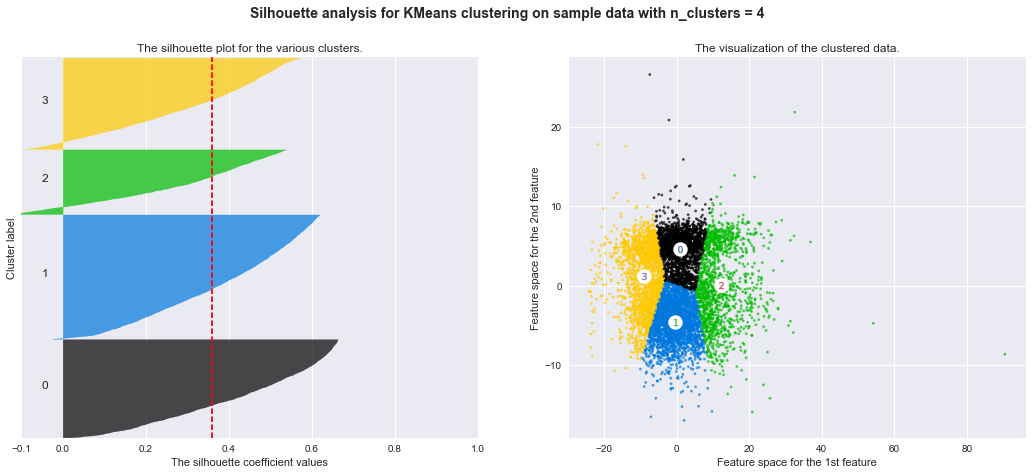 Silhouette analysis for KMeans clustering on sample data with n_clusters = 4
The silhouette plot for the various clusters.
3
2
1
0
Cluster label
−0.1 0.0 0.2 0.4 0.6 0.8 1.0
The silhouette coefficient values
The visualization of the clustered data.
20
10
0
−10
Feature space for the 2nd feature
0
3
2
1
−20 0 20 40 60 80
Feature space for the 1st feature